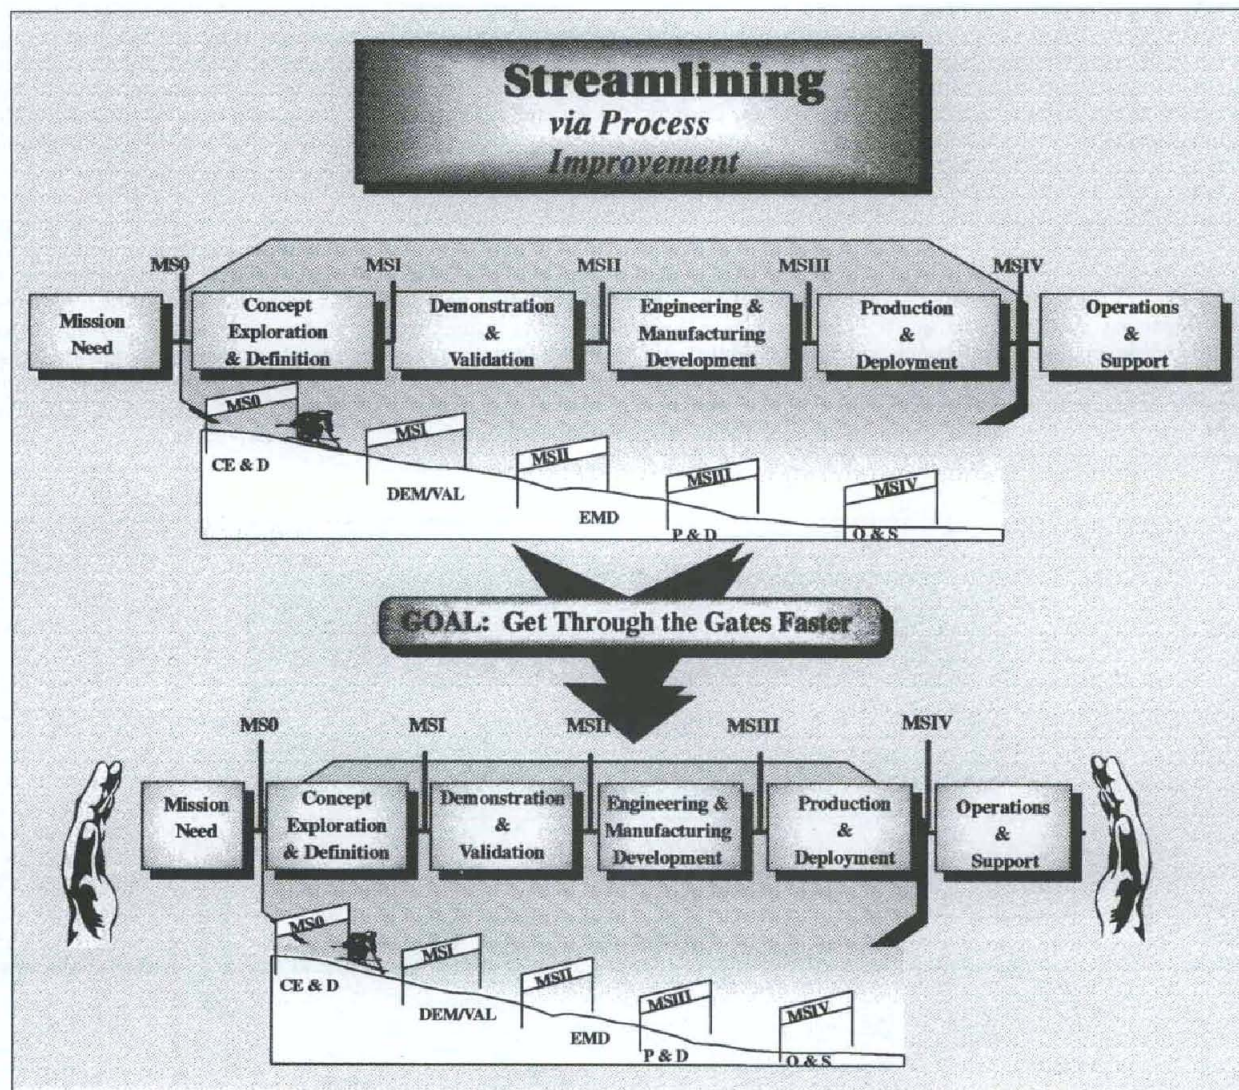 Streamlining
via Process
Improvement
MS0
MSI
MSII
MSIII
MSIV
Mission
Need
Concept
Exploration
& Definition
Demonstration
&
Validation
Engineering &
Manufacturing
Development
Production
&
Deployment
Operations
&
Support
MS0
MSI
MSII
MSIII
MSIV
CE & D
DEM/VAL
EMD
P & D
O & S
GOAL: Get Through the Gates Faster
MS0
MSI
MSII
MSIII
MSIV
Mission
Need
Concept
Exploration
& Definition
Demonstration
&
Validation
Engineering &
Manufacturing
Development
Production
&
Deployment
Operations
&
Support
MS0
MSI
MSII
MSIII
MSIV
CE & D
DEM/VAL
EMD
P & D
O & S